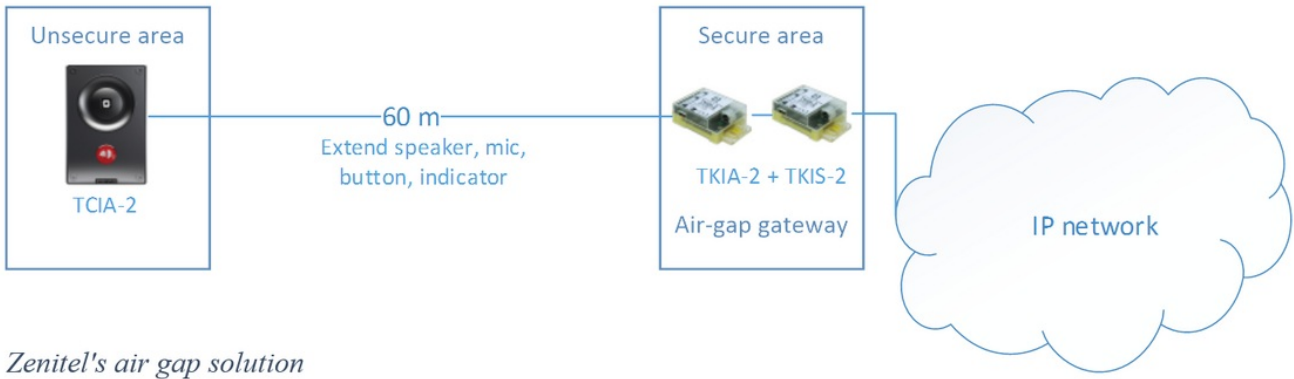 Unsecure area
TCIA-2
60 m
Extend speaker, mic,
button, indicator
Secure area
TKIA-2 + TKIS-2
Air-gap gateway
IP network
Zenitel's air gap solution